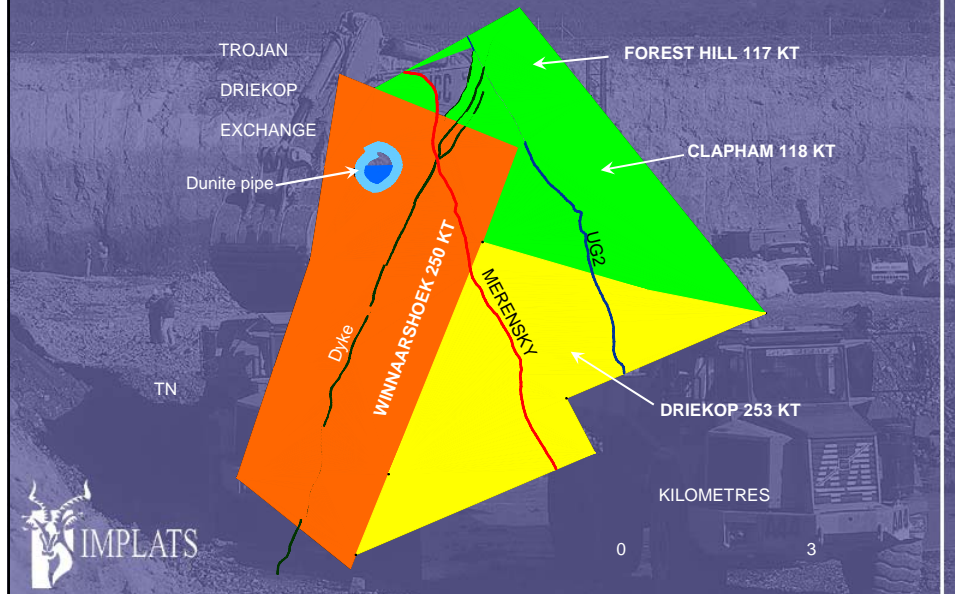 TROJAN
DRIEKOP
EXCHANGE
FOREST HILL 117 KT
CLAPHAM 118 KT
Dunite pipe
UG2
WINNAARSHOEK 250 KT
MERENSKY
Dyke
TN
DRIEKOP 253 KT
KILOMETRES
0 3
IMPLATS